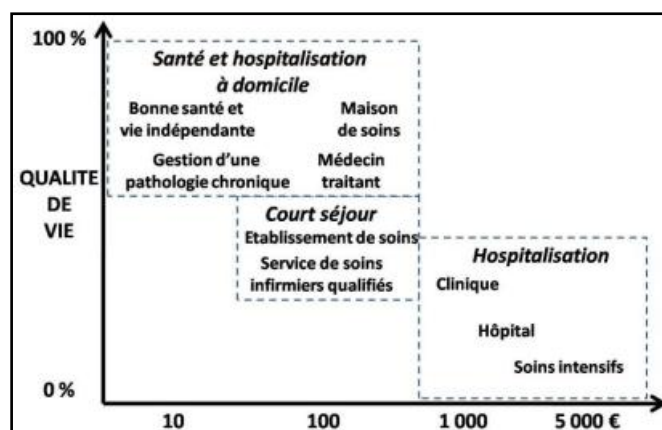 100 %
Santé et hospitalisation
à domicile
Bonne santé et
vie indépendante
Maison
de soins
Gestion d'une
pathologie chronique
Médecin
traitant
QUALITE
DE
VIE
Court séjour
Etablissement de soins
Service de soins
infirmiers qualifiés
Hospitalisation
Clinique
Hôpital
Soins intensifs
0 %
10
100
1 000
5 000 €